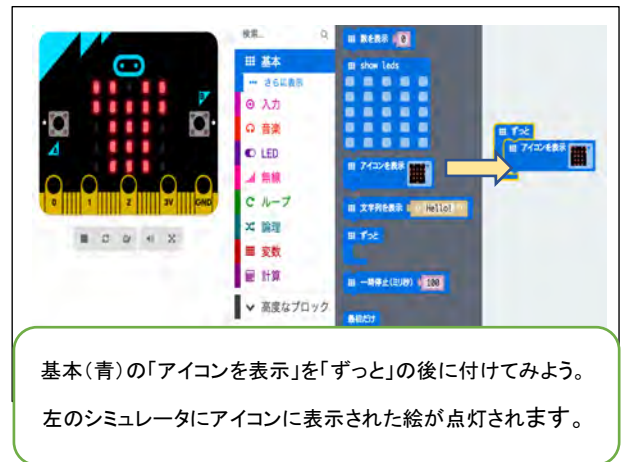 検索...
基本
さらに表示
入力
音楽
LED
無線
ループ
論理
変数
計算
高度なブロック
数を表示 0
show leds
アイコンを表示
文字列を表示 Hello!
ずっと
一時停止(ミリ秒) 100
最初だけ
ずっと
アイコンを表示
0 1 2 3V GND
基本(青)の「アイコンを表示」を「ずっと」の後に付けてみよう。
左のシミュレータにアイコンに表示された絵が点灯されます。